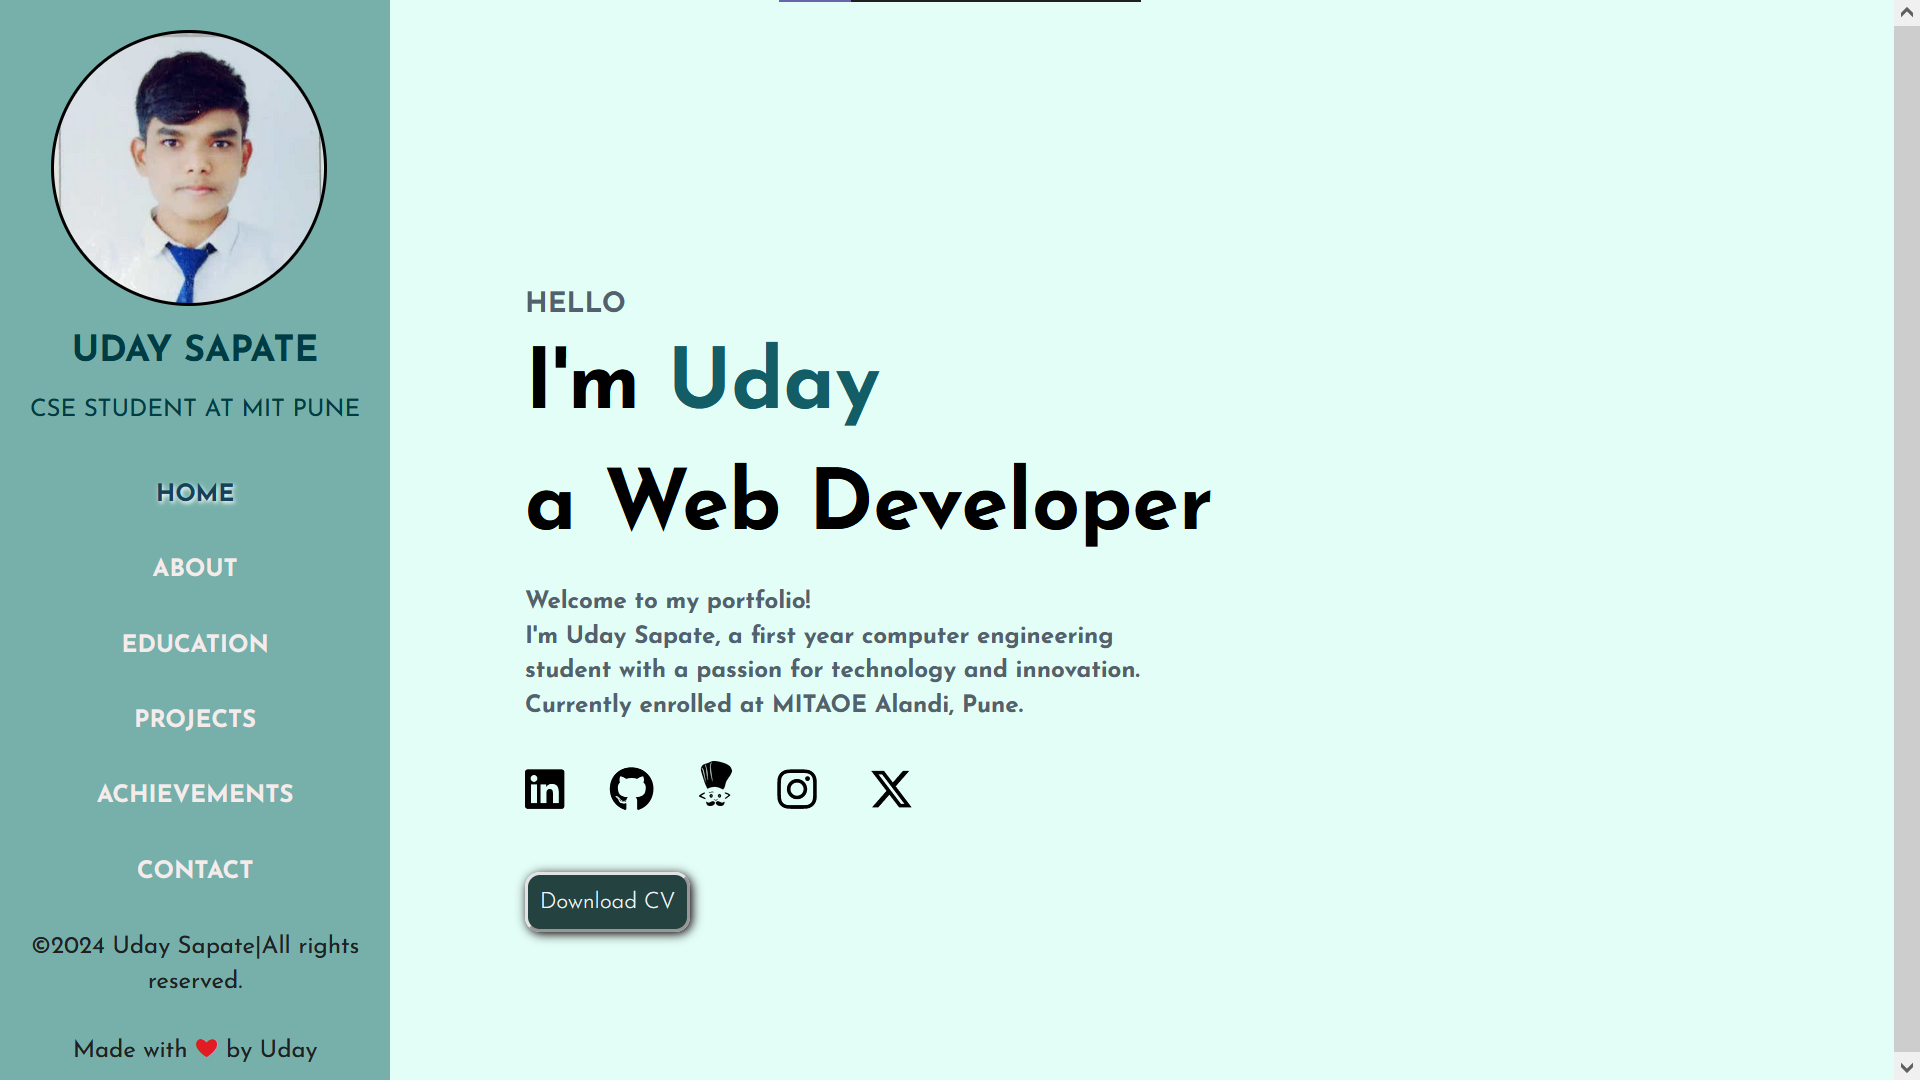 UDAY SAPATE
CSE STUDENT AT MIT PUNE
HOME
ABOUT
EDUCATION
PROJECTS
ACHIEVEMENTS
CONTACT
©2024 Uday Sapate|All rights
reserved.
Made with ❤ by Uday
HELLO
I'm Uday
a Web Developer
Welcome to my portfolio!
I'm Uday Sapate, a first year computer engineering
student with a passion for technology and innovation.
Currently enrolled at MITAOE Alandi, Pune.
Download CV